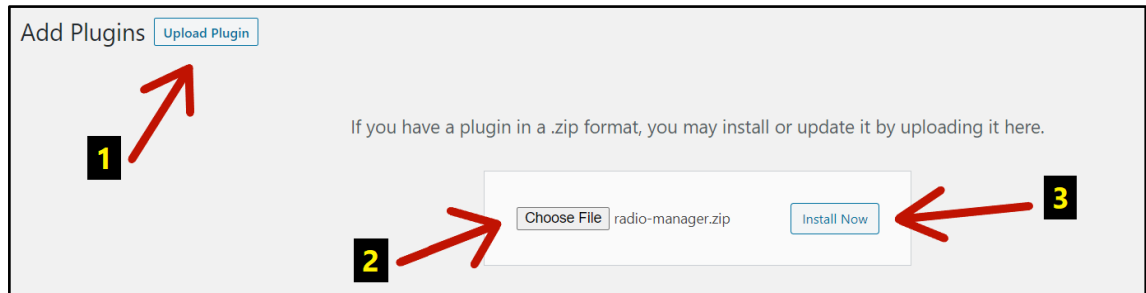 Add Plugins Upload Plugin
1
If you have a plugin in a .zip format, you may install or update it by uploading it here.
3
Choose File radio-manager.zip Install Now
2